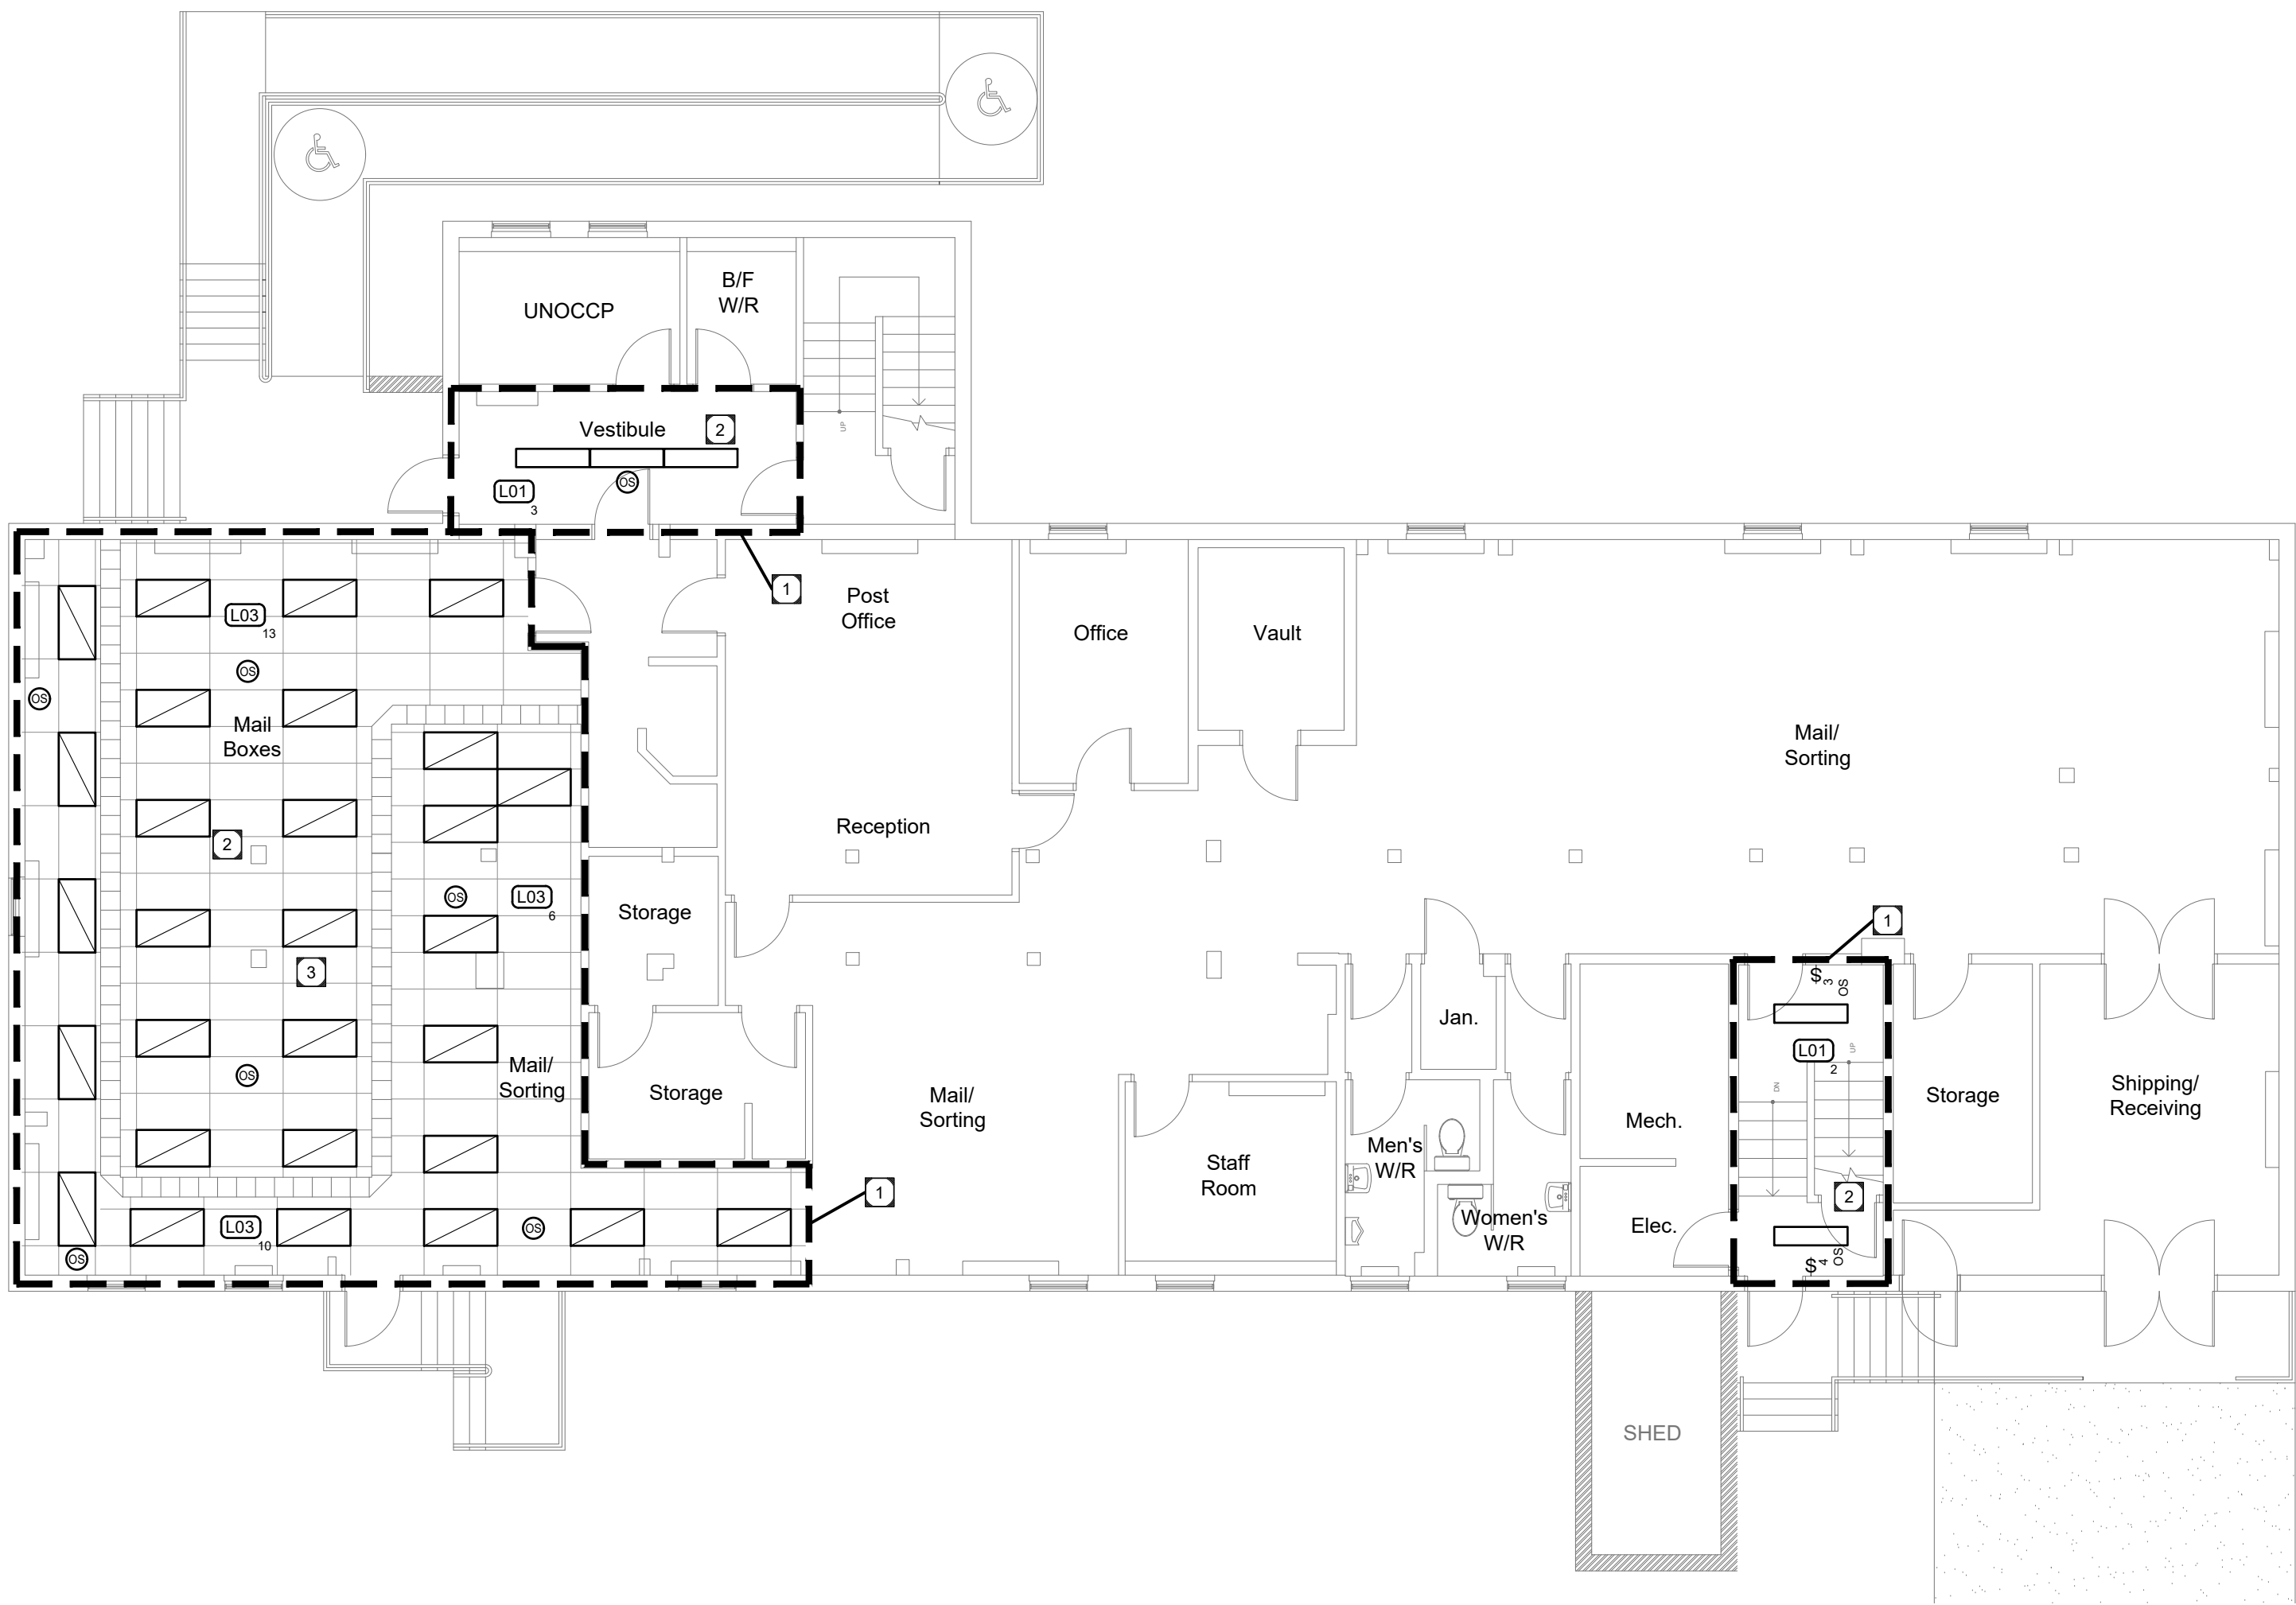 UNOCCP
B/F
W/R
UP
Vestibule
2
L01
3
OS
1
L03
13
OS
OS
Mail
Boxes
2
3
OS
OS
L03
6
Mail/
Sorting
L03
10
OS
OS
1
Post
Office
Reception
Office
Vault
Mail/
Sorting
Storage
Storage
Mail/
Sorting
Staff
Room
Jan.
Men's
W/R
Women's
W/R
Mech.
Elec.
1
$
3
OS
L01
2
UP
DN
2
$
4
OS
Storage
Shipping/
Receiving
SHED